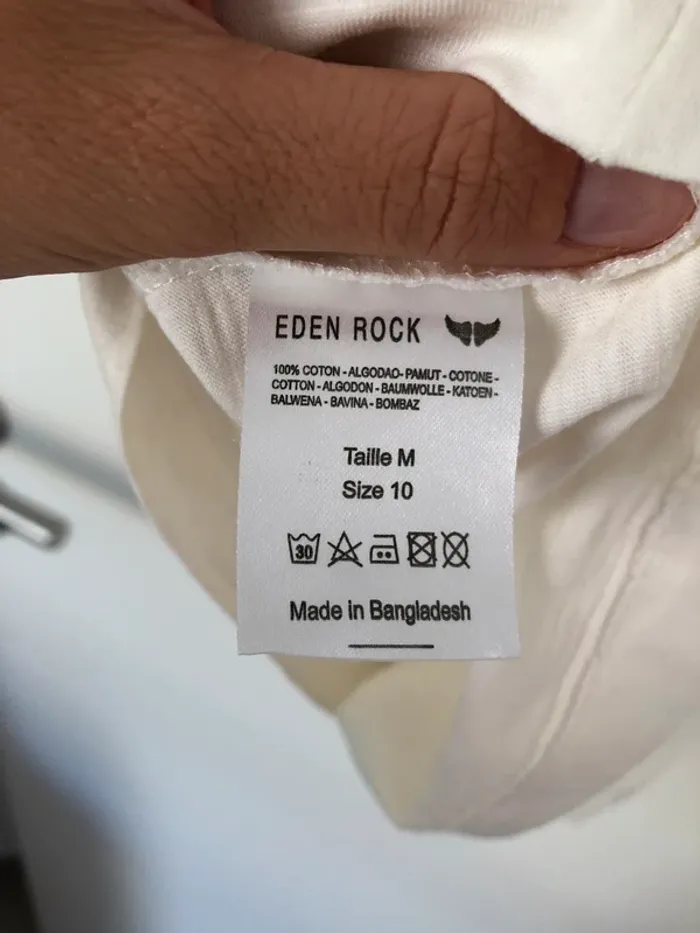 EDEN ROCK
100% COTON - ALGODAO- PAMUT - COTONE -
COTTON - ALGODON - BAUMWOLLE - KATOEN -
BALWENA - BAVINA - BOMBAZ
Taille M
Size 10
30
Made in Bangladesh